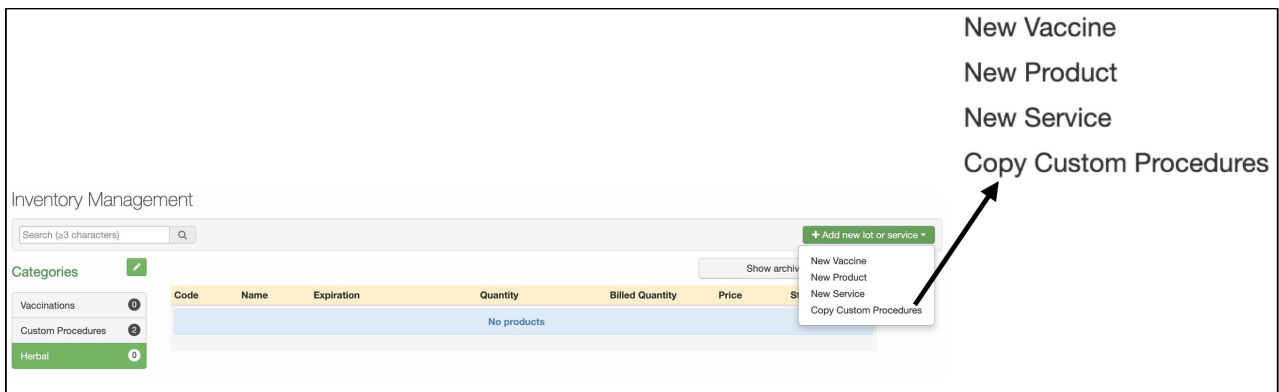 New Vaccine
New Product
New Service
Copy Custom Procedures
Inventory Management
Search (≥3 characters)
+ Add new lot or service
Categories
Show archiv
New Vaccine
New Product
New Service
Copy Custom Procedures
Code Name Expiration Quantity Billed Quantity Price St
No products
Vaccinations 0
Custom Procedures 2
Herbal 0